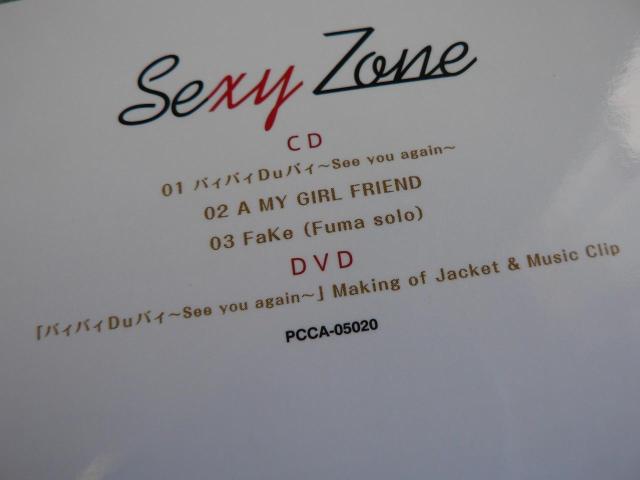 Sexy Zone
CD
01 バィバィDuバィ~See you again~
02 A MY GIRL FRIEND
03 FaKe (Fuma solo)
DVD
「バィバィDuバィ~See you again~」 Making of Jacket & Music Clip
PCCA-05020